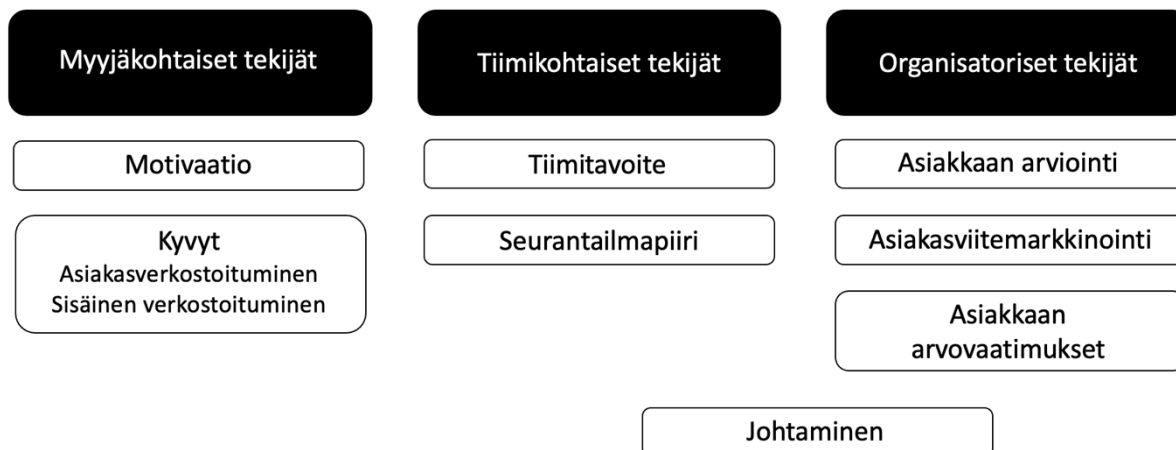 Myyjäkohtaiset tekijät
Tiimikohtaiset tekijät
Organisatoriset tekijät
Motivaatio
Tiimitavoite
Asiakkaan arviointi
Kyvyt
Asiakasverkostoituminen
Sisäinen verkostoituminen
Seurantailmapiiri
Asiakasviitemarkkinointi
Asiakkaan
arvovaatimukset
Johtaminen